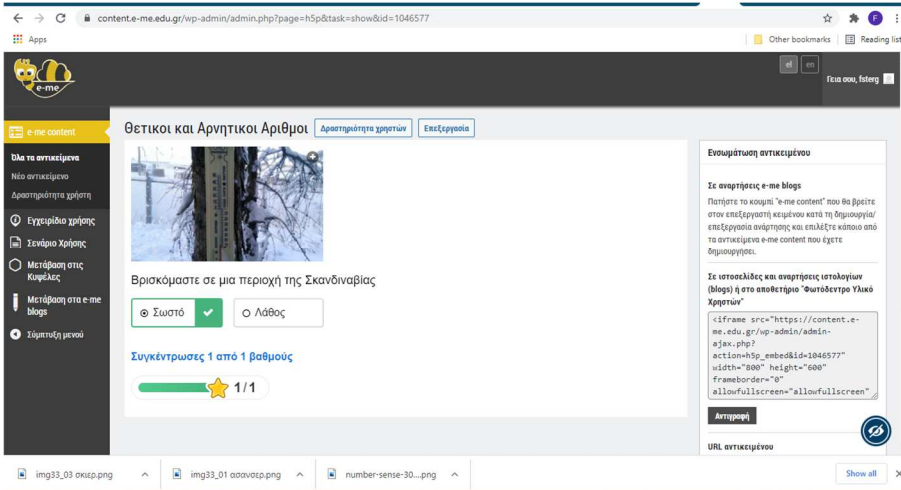 content.e-me.edu.gr/wp-admin/admin.php?page=h5p&task=show&id=1046577
F
Apps
Other bookmarks
Reading list
e-me
el en
Γεια σου, fsterg
e-me content
Όλα τα αντικείμενα
Νέο αντικείμενο
Δραστηριότητα χρήστη
Εγχειρίδιο χρήσης
Σενάριο Χρήσης
Μετάβαση στις
Κυψέλες
Μετάβαση στα e-me
blogs
Σύμπτυξη μενού
Θετικοι και Αρνητικοι Αριθμοι
Δραστηριότητα χρηστών
Επεξεργασία
Βρισκόμαστε σε μια περιοχή της Σκανδιναβίας
Σωστό
Λάθος
Συγκέντρωσες 1 από 1 βαθμούς
1/1
Ενσωμάτωση αντικειμένου
Σε αναρτήσεις e-me blogs
Πατήστε το κουμπί "e-me content" που θα βρείτε
στον επεξεργαστή κειμένου κατά τη δημιουργία/
επεξεργασία ανάρτησης και επιλέξτε κάποιο από
τα αντικείμενα e-me content που έχετε
δημιουργήσει.
Σε ιστοσελίδες και αναρτήσεις ιστολογίων
(blogs) ή στο αποθετήριο "Φωτόδεντρο Υλικό
Χρηστών"
<iframe src="https://content.e-
me.edu.gr/wp-admin/admin-
ajax.php?
action=h5p_embed&id=1046577"
width="800" height="600"
frameborder="0"
allowfullscreen="allowfullscreen"
Αντιγραφή
URL αντικειμένου
img33_03 σκιερ.png
img33_01 ασανσερ.png
number-sense-30....png
Show all